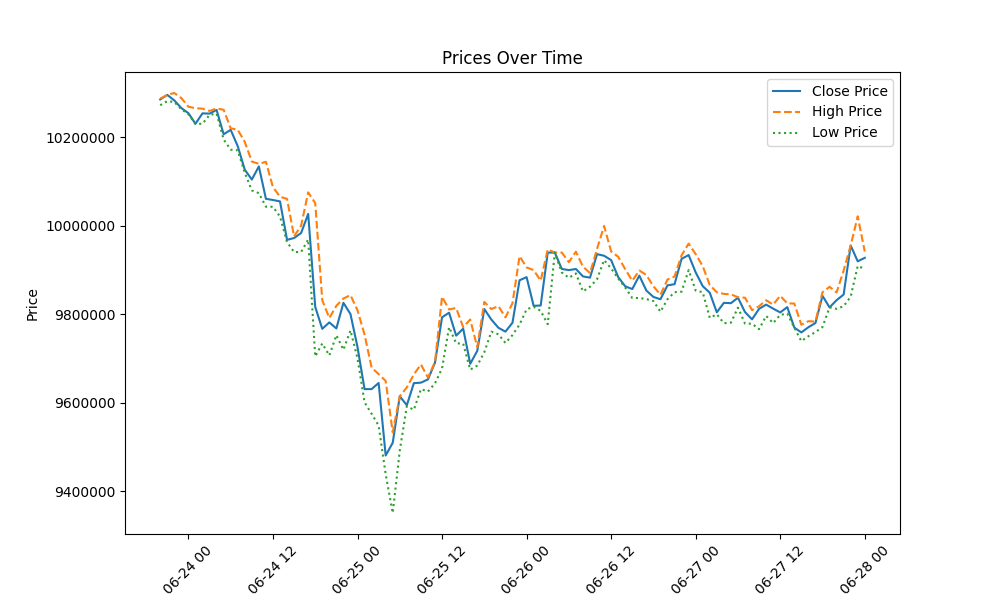 Prices Over Time
Close Price
High Price
Low Price
Price
10200000
10000000
9800000
9600000
9400000
06-24 00
06-24 12
06-25 00
06-25 12
06-26 00
06-26 12
06-27 00
06-27 12
06-28 00